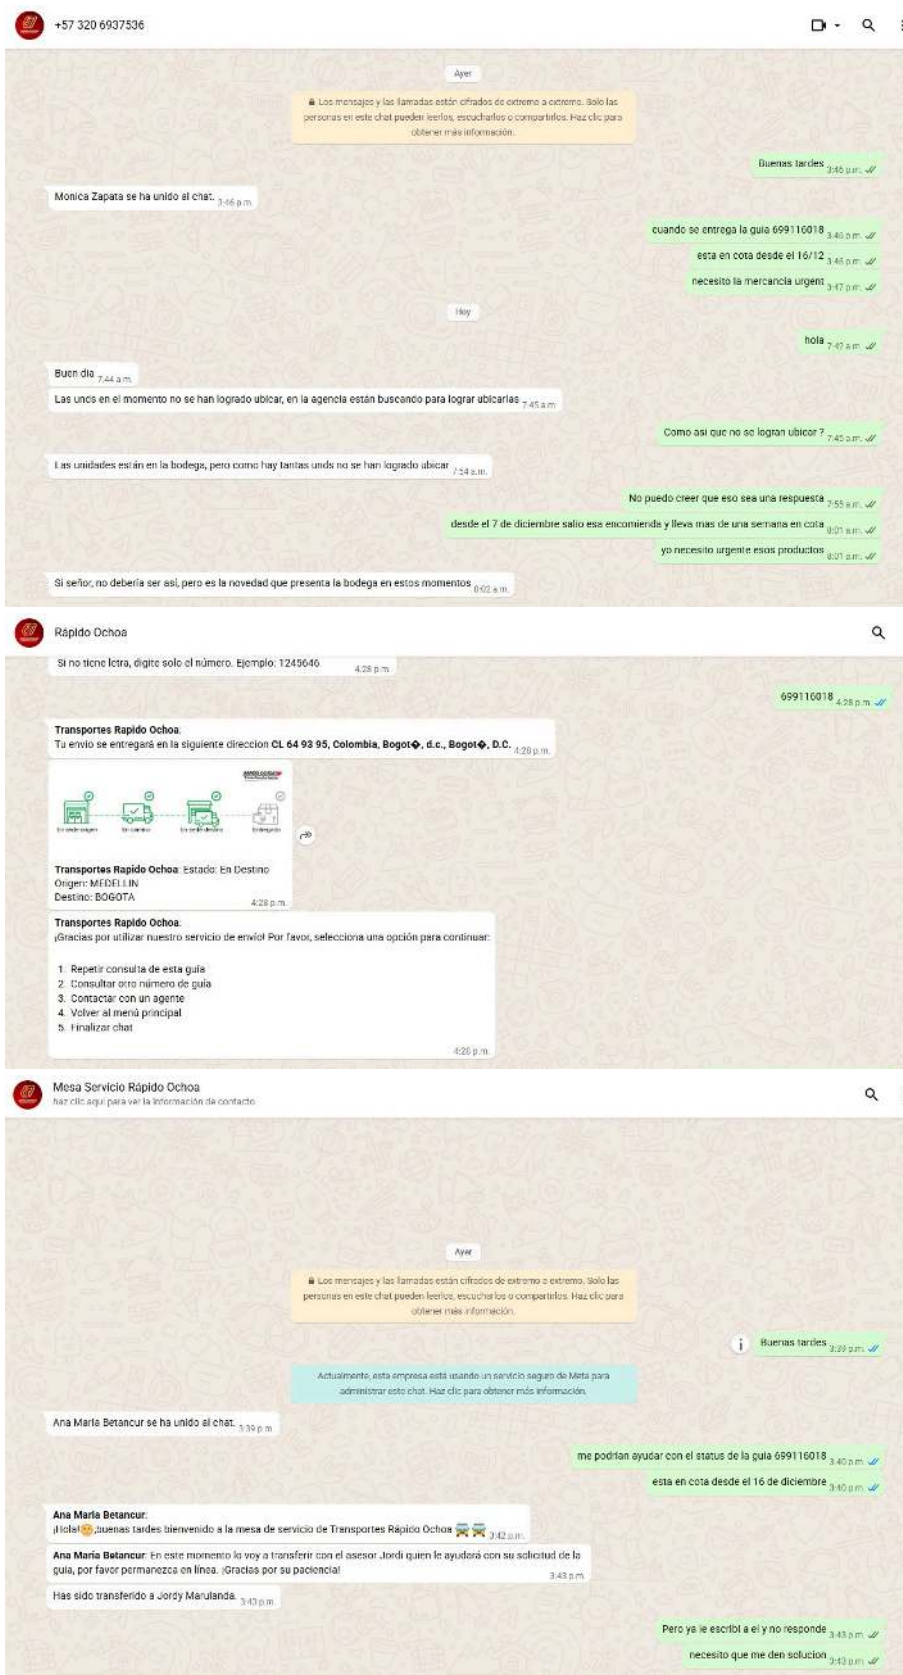 +57 320 6937536
Ayer
Los mensajes y las llamadas están cifrados de extremo a extremo. Solo las
personas en este chat pueden leerlos, escucharlos o compartirlos. Haz clic para
obtener más información.
Buenas tardes 3:46 p.m.
Monica Zapata se ha unido al chat. 3:46 p.m.
cuando se entrega la guia 699116018 3:46 p.m.
esta en cota desde el 16/12 3:46 p.m.
necesito la mercancia urgent 3:47 p.m.
Hoy
hola 7:42 a.m.
Buen dia 7:44 a.m.
Las unds en el momento no se han logrado ubicar, en la agencia están buscando para lograr ubicarlas 7:45 a.m.
Como asi que no se logran ubicar ? 7:45 a.m.
Las unidades están en la bodega, pero como hay tantas unds no se han logrado ubicar 7:54 a.m.
No puedo creer que eso sea una respuesta 7:55 a.m.
desde el 7 de diciembre salio esa encomienda y lleva mas de una semana en cota 8:01 a.m.
yo necesito urgente esos productos 8:01 a.m.
Si señor, no debería ser asi, pero es la novedad que presenta la bodega en estos momentos 8:02 a.m.
Rápido Ochoa
Si no tiene letra, digite solo el número. Ejemplo: 1245646 4:28 p.m.
699116018 4:28 p.m.
Transportes Rapido Ochoa:
Tu envio se entregará en la siguiente direccion CL 64 93 95, Colombia, Bogot�, d.c., Bogot�, D.C. 4:28 p.m.
En sede origen En camino En sede destino Entregado
Transportes Rapido Ochoa: Estado: En Destino
Origen: MEDELLIN
Destino: BOGOTA
4:28 p.m.
Transportes Rapido Ochoa:
¡Gracias por utilizar nuestro servicio de envío! Por favor, selecciona una opción para continuar:
1. Repetir consulta de esta guía
2. Consultar otro número de guía
3. Contactar con un agente
4. Volver al menú principal
5. Finalizar chat
4:28 p.m.
Mesa Servicio Rápido Ochoa
haz clic aquí para ver la información de contacto
Ayer
Los mensajes y las llamadas están cifrados de extremo a extremo. Solo las
personas en este chat pueden leerlos, escucharlos o compartirlos. Haz clic para
obtener más información.
Buenas tardes 3:39 p.m.
Actualmente, esta empresa está usando un servicio seguro de Meta para
administrar este chat. Haz clic para obtener más información.
Ana Maria Betancur se ha unido al chat. 3:39 p.m.
me podrian ayudar con el status de la guia 699116018 3:40 p.m.
esta en cota desde el 16 de diciembre 3:40 p.m.
Ana Maria Betancur:
¡Hola!,buenas tardes bienvenido a la mesa de servicio de Transportes Rápido Ochoa 3:42 p.m.
Ana Maria Betancur: En este momento lo voy a transferir con el asesor Jordi quien le ayudará con su solicitud de la
guía, por favor permanezca en línea. ¡Gracias por su paciencia!
3:43 p.m.
Has sido transferido a Jordy Marulanda. 3:43 p.m.
Pero ya le escribi a el y no responde 3:43 p.m.
necesito que me den solucion 3:43 p.m.